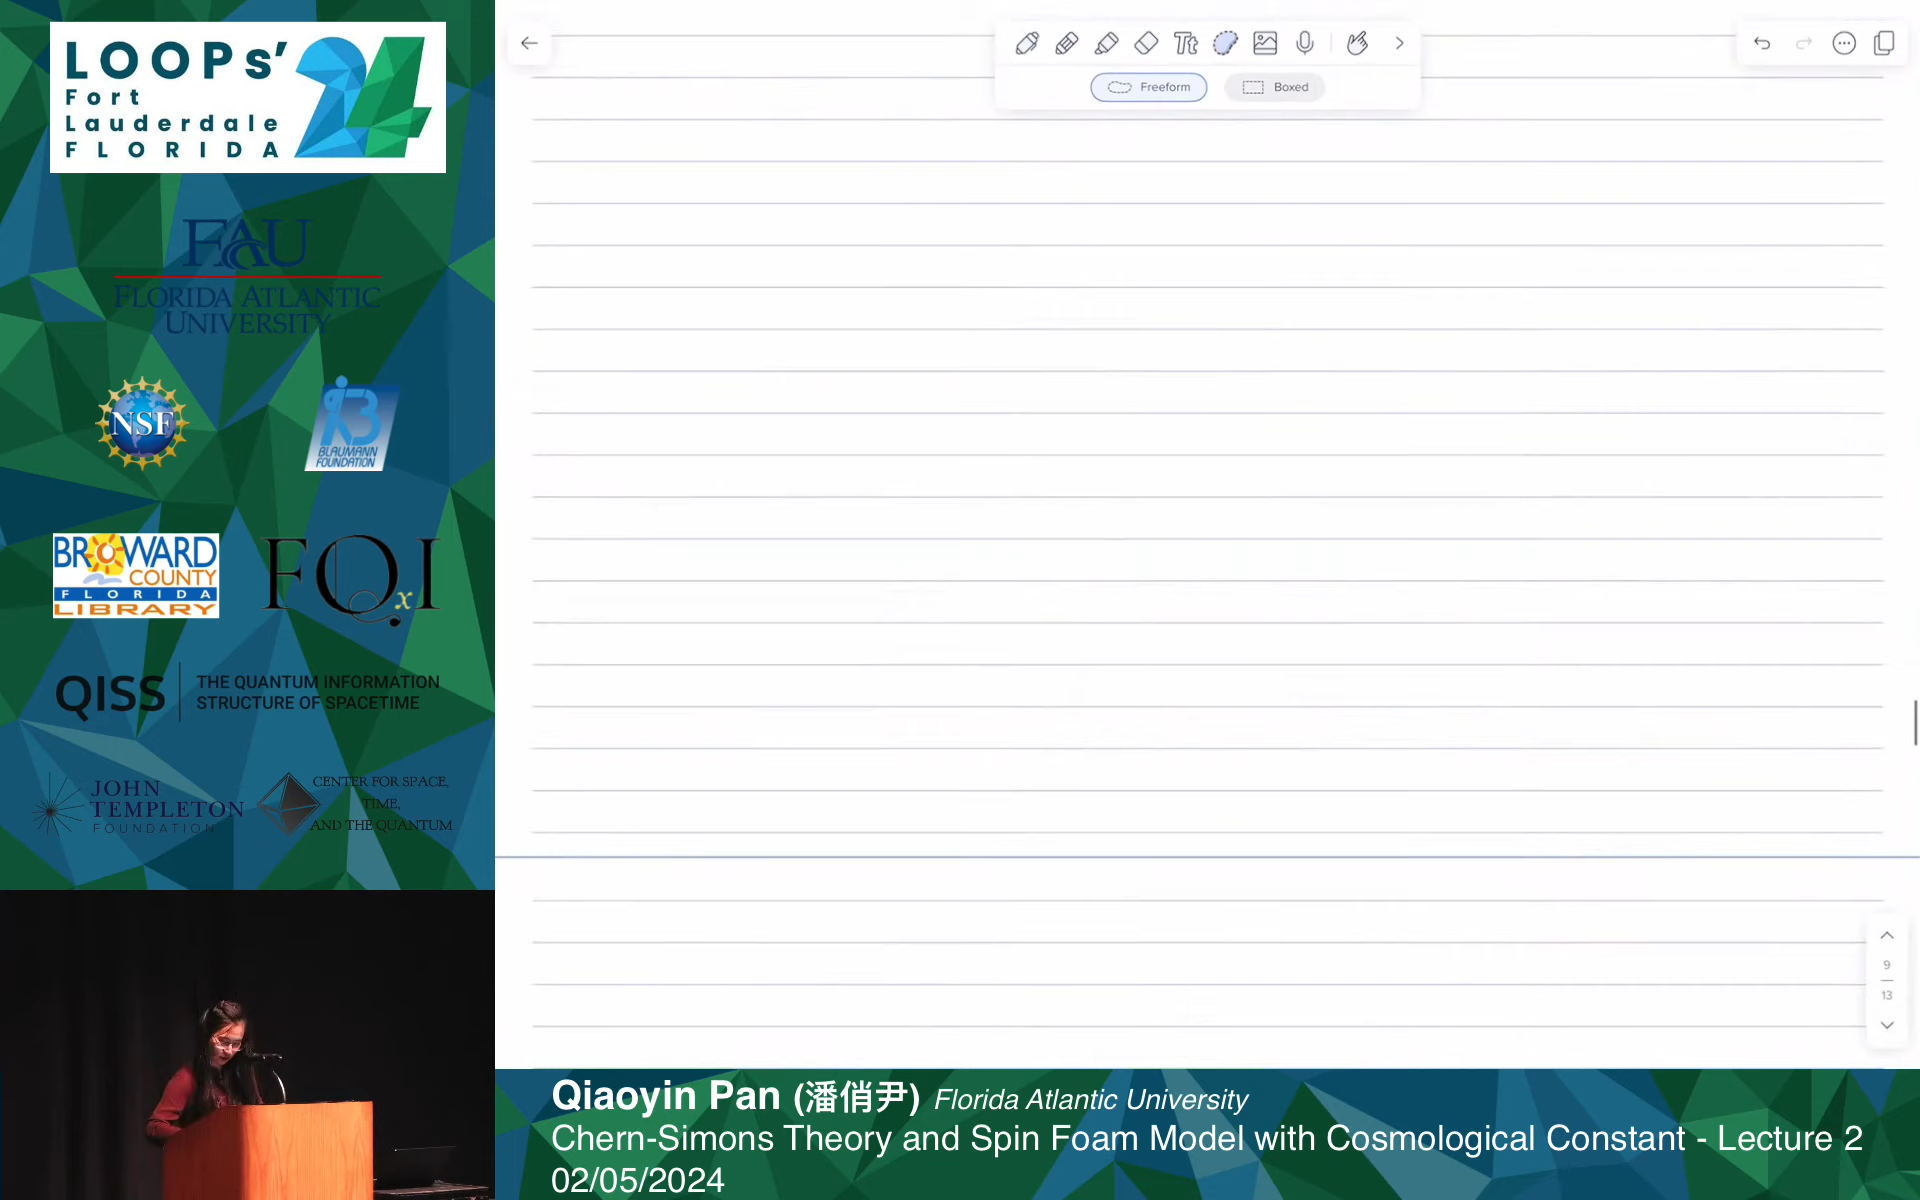 LOOPs’24
Fort
Lauderdale
FLORIDA
FAU
FLORIDA ATLANTIC
UNIVERSITY
NSF
BLAUMANN
FOUNDATION
BROWARD
COUNTY
FLORIDA
LIBRARY
FQxI
QISS
THE QUANTUM INFORMATION
STRUCTURE OF SPACETIME
JOHN
TEMPLETON
FOUNDATION
CENTER FOR SPACE,
TIME,
AND THE QUANTUM
Tt
Freeform
Boxed
9
13
Qiaoyin Pan (潘俏尹) Florida Atlantic University
Chern-Simons Theory and Spin Foam Model with Cosmological Constant - Lecture 2
02/05/2024